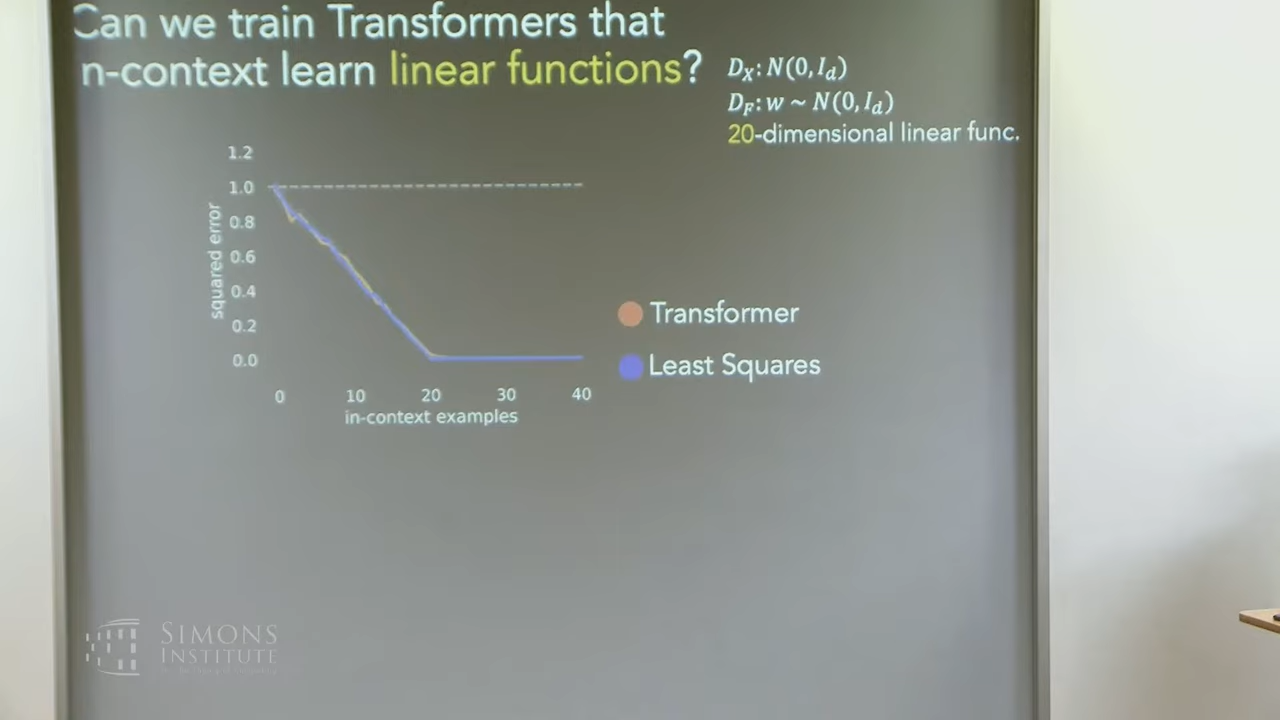 Can we train Transformers that
n-context learn linear functions?
D_X: N(0, I_d)
D_F: w ~ N(0, I_d)
20-dimensional linear func.
1.2
1.0
0.8
0.6
0.4
0.2
0.0
squared error
0 10 20 30 40
in-context examples
Transformer
Least Squares
SIMONS
INSTITUTE